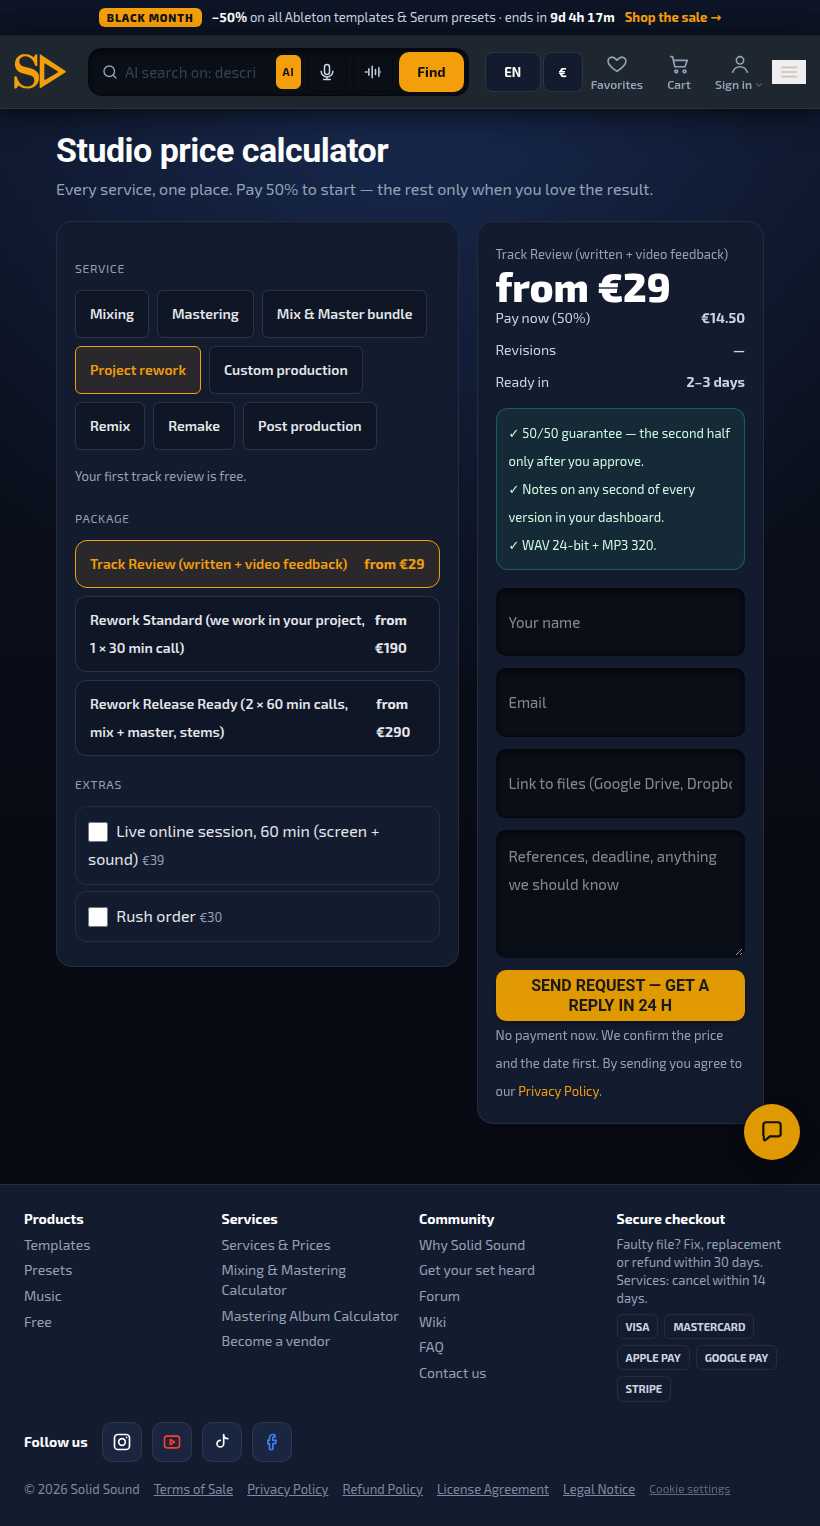 BLACK MONTH −50% on all Ableton templates & Serum presets · ends in 9d 4h 17m Shop the sale →
S
AI search on: descri
AI
Find
EN
€
Favorites
Cart
Sign in
Studio price calculator
Every service, one place. Pay 50% to start — the rest only when you love the result.
SERVICE
Mixing
Mastering
Mix & Master bundle
Project rework
Custom production
Remix
Remake
Post production
Your first track review is free.
PACKAGE
Track Review (written + video feedback) from €29
Rework Standard (we work in your project, from
1 × 30 min call) €190
Rework Release Ready (2 × 60 min calls, from
mix + master, stems) €290
EXTRAS
Live online session, 60 min (screen +
sound) €39
Rush order €30
Track Review (written + video feedback)
from €29
Pay now (50%) €14.50
Revisions —
Ready in 2–3 days
✓ 50/50 guarantee — the second half
only after you approve.
✓ Notes on any second of every
version in your dashboard.
✓ WAV 24-bit + MP3 320.
Your name
Email
Link to files (Google Drive, Dropbo
References, deadline, anything
we should know
SEND REQUEST — GET A
REPLY IN 24 H
No payment now. We confirm the price
and the date first. By sending you agree to
our Privacy Policy.
Products
Templates
Presets
Music
Free
Services
Services & Prices
Mixing & Mastering
Calculator
Mastering Album Calculator
Become a vendor
Community
Why Solid Sound
Get your set heard
Forum
Wiki
FAQ
Contact us
Secure checkout
Faulty file? Fix, replacement
or refund within 30 days.
Services: cancel within 14
days.
VISA
MASTERCARD
APPLE PAY
GOOGLE PAY
STRIPE
Follow us
© 2026 Solid Sound Terms of Sale Privacy Policy Refund Policy License Agreement Legal Notice Cookie settings